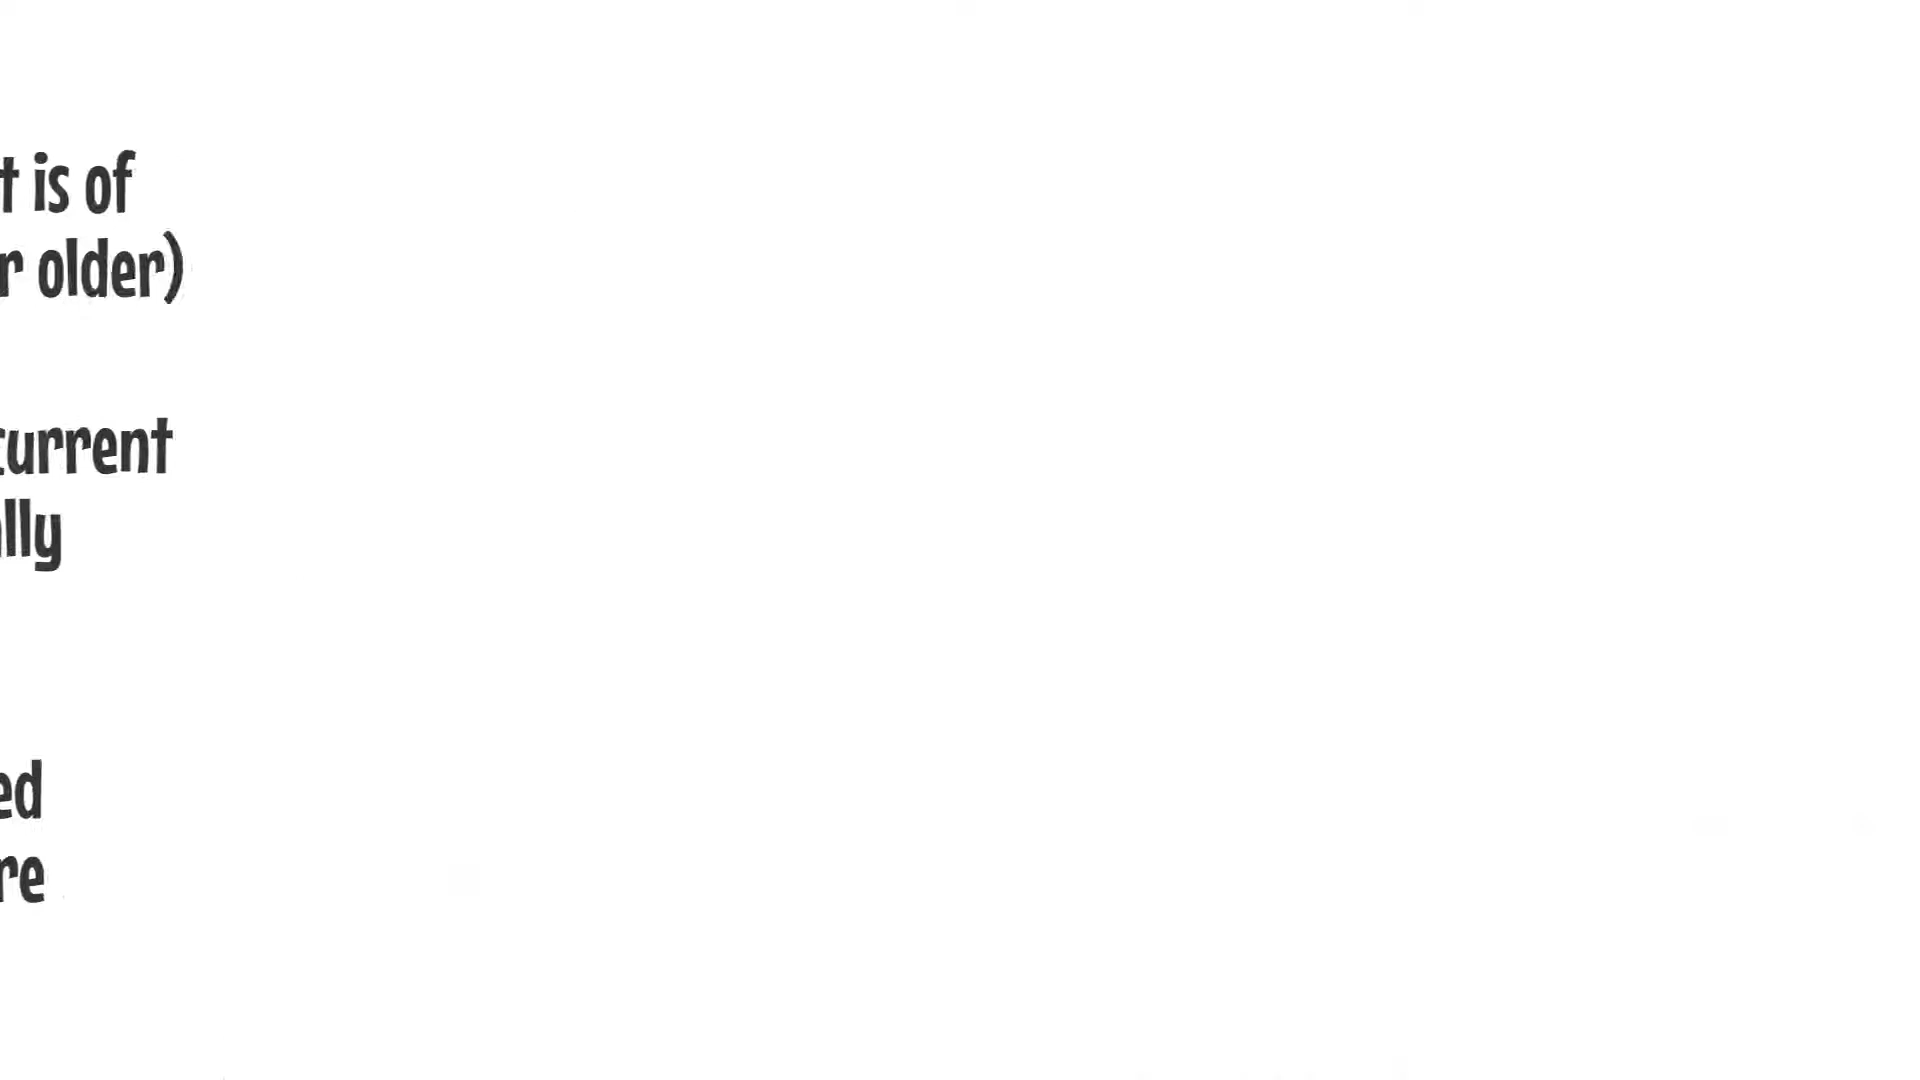 t is of
r older)
current
lly
ed
re